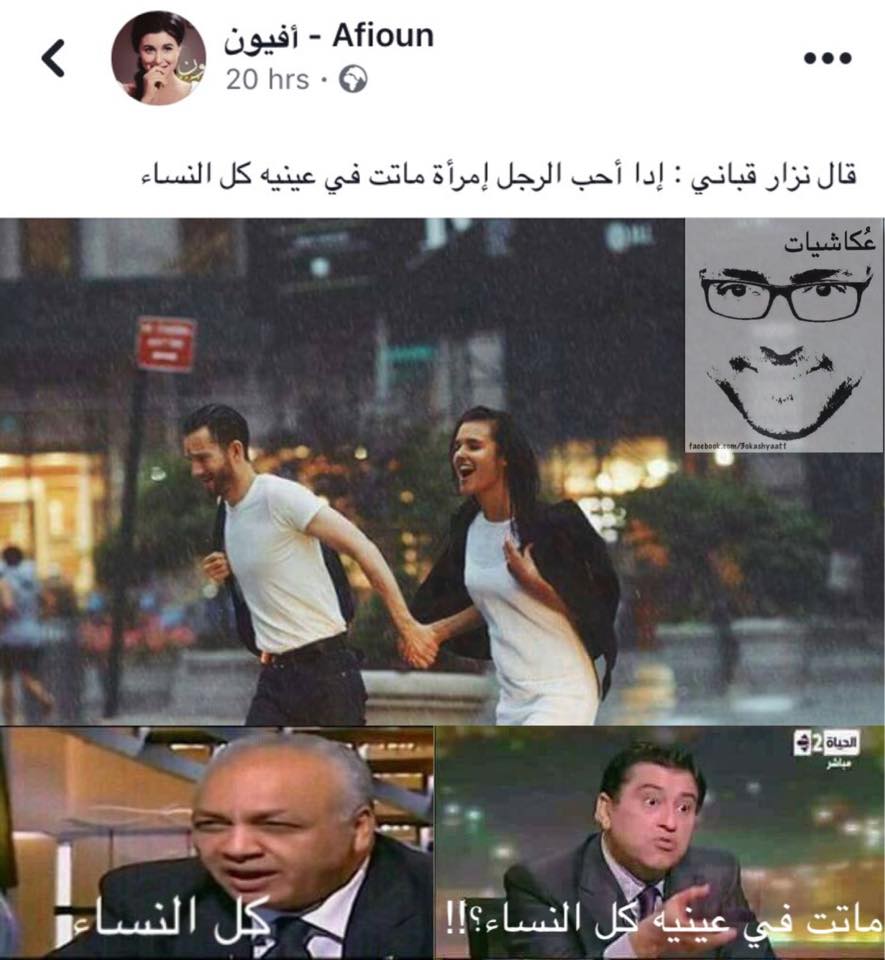 أفيون - Afioun
20 hrs
قال نزار قباني : إدا أحب الرجل إمرأة ماتت في عينيه كل النساء
عُكاشيات
facebook.com/3okashyaatt
الحياة 2
مباشر
ماتت في عينيه كل النساء؟!!
كل النساء